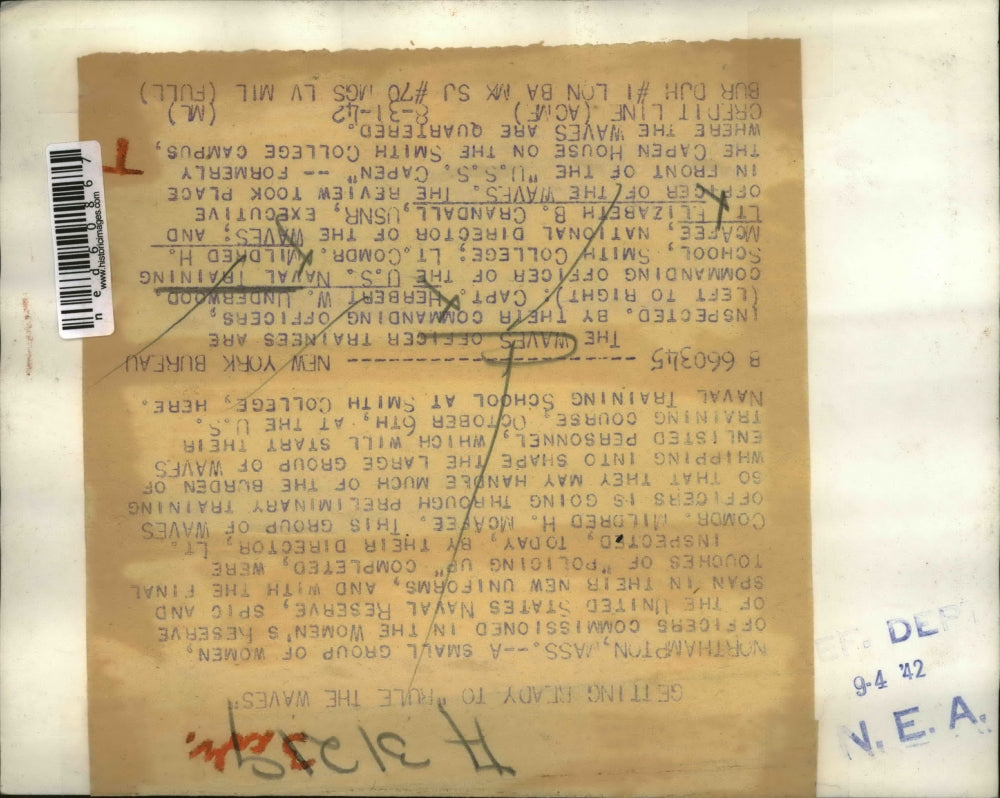 GETTING READY TO "RULE THE WAVES"
NORTHAMPTON, MASS.--A SMALL GROUP OF WOMEN,
OFFICERS COMMISSIONED IN THE WOMEN'S RESERVE
OF THE UNITED STATES NAVAL RESERVE, SPIC AND
SPAN IN THEIR NEW UNIFORMS, AND WITH THE FINAL
TOUCHES OF "POLICING UP" COMPLETED, WERE
INSPECTED, TODAY, BY THEIR DIRECTOR, LT.
COMDR. MILDRED H. MCAFEE. THIS GROUP OF WAVES
OFFICERS IS GOING THROUGH PRELIMINARY TRAINING
SO THAT THEY MAY HANDLE MUCH OF THE BURDEN OF
WHIPPING INTO SHAPE THE LARGE GROUP OF WAVES
ENLISTED PERSONNEL, WHICH WILL START THEIR
TRAINING COURSE, OCTOBER 6TH, AT THE U.S.
NAVAL TRAINING SCHOOL AT SMITH COLLEGE, HERE.
B 660345 ---------------------- NEW YORK BUREAU
THE WAVES OFFICER TRAINEES ARE
INSPECTED. BY THEIR COMMANDING OFFICERS,
(LEFT TO RIGHT): CAPT. HERBERT W. UNDERWOOD
COMMANDING OFFICER OF THE U.S. NAVAL TRAINING
SCHOOL, SMITH COLLEGE; LT. COMDR. MILDRED H.
MCAFEE, NATIONAL DIRECTOR OF THE WAVES; AND
LT. ELIZABETH B. CRANDALL, USNR, EXECUTIVE
OFFICER OF THE WAVES. THE REVIEW TOOK PLACE
IN FRONT OF THE "U.S.S. CAPEN" -- FORMERLY
THE CAPEN HOUSE ON THE SMITH COLLEGE CAMPUS,
WHERE THE WAVES ARE QUARTERED.
CREDIT LINE (ACME) 8-31-42 (ML)
BUR DJH #1 LON BA MX SJ #70 MGS LV MIL (FULL)
www.historicimages.com
DEPT
9-4 '42
N. E. A.